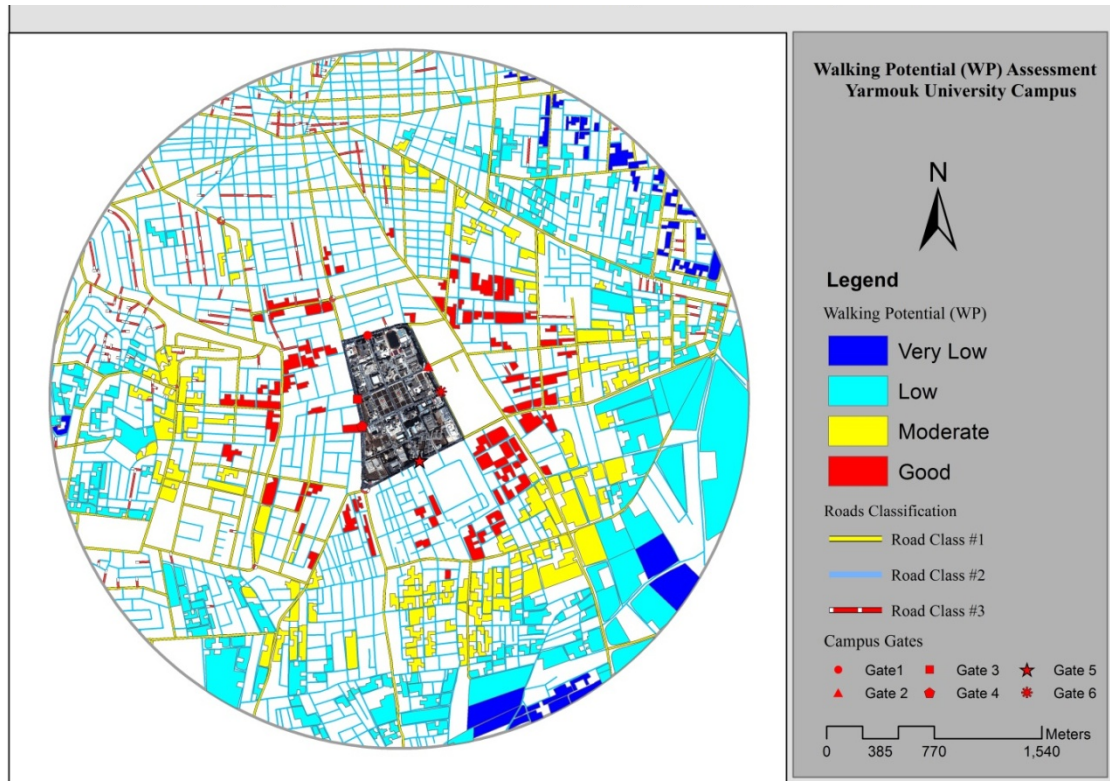 Walking Potential (WP) Assessment
Yarmouk University Campus
N
Legend
Walking Potential (WP)
Very Low
Low
Moderate
Good
Roads Classification
Road Class #1
Road Class #2
Road Class #3
Campus Gates
Gate1 Gate 3 Gate 5
Gate 2 Gate 4 Gate 6
Meters
0 385 770 1,540